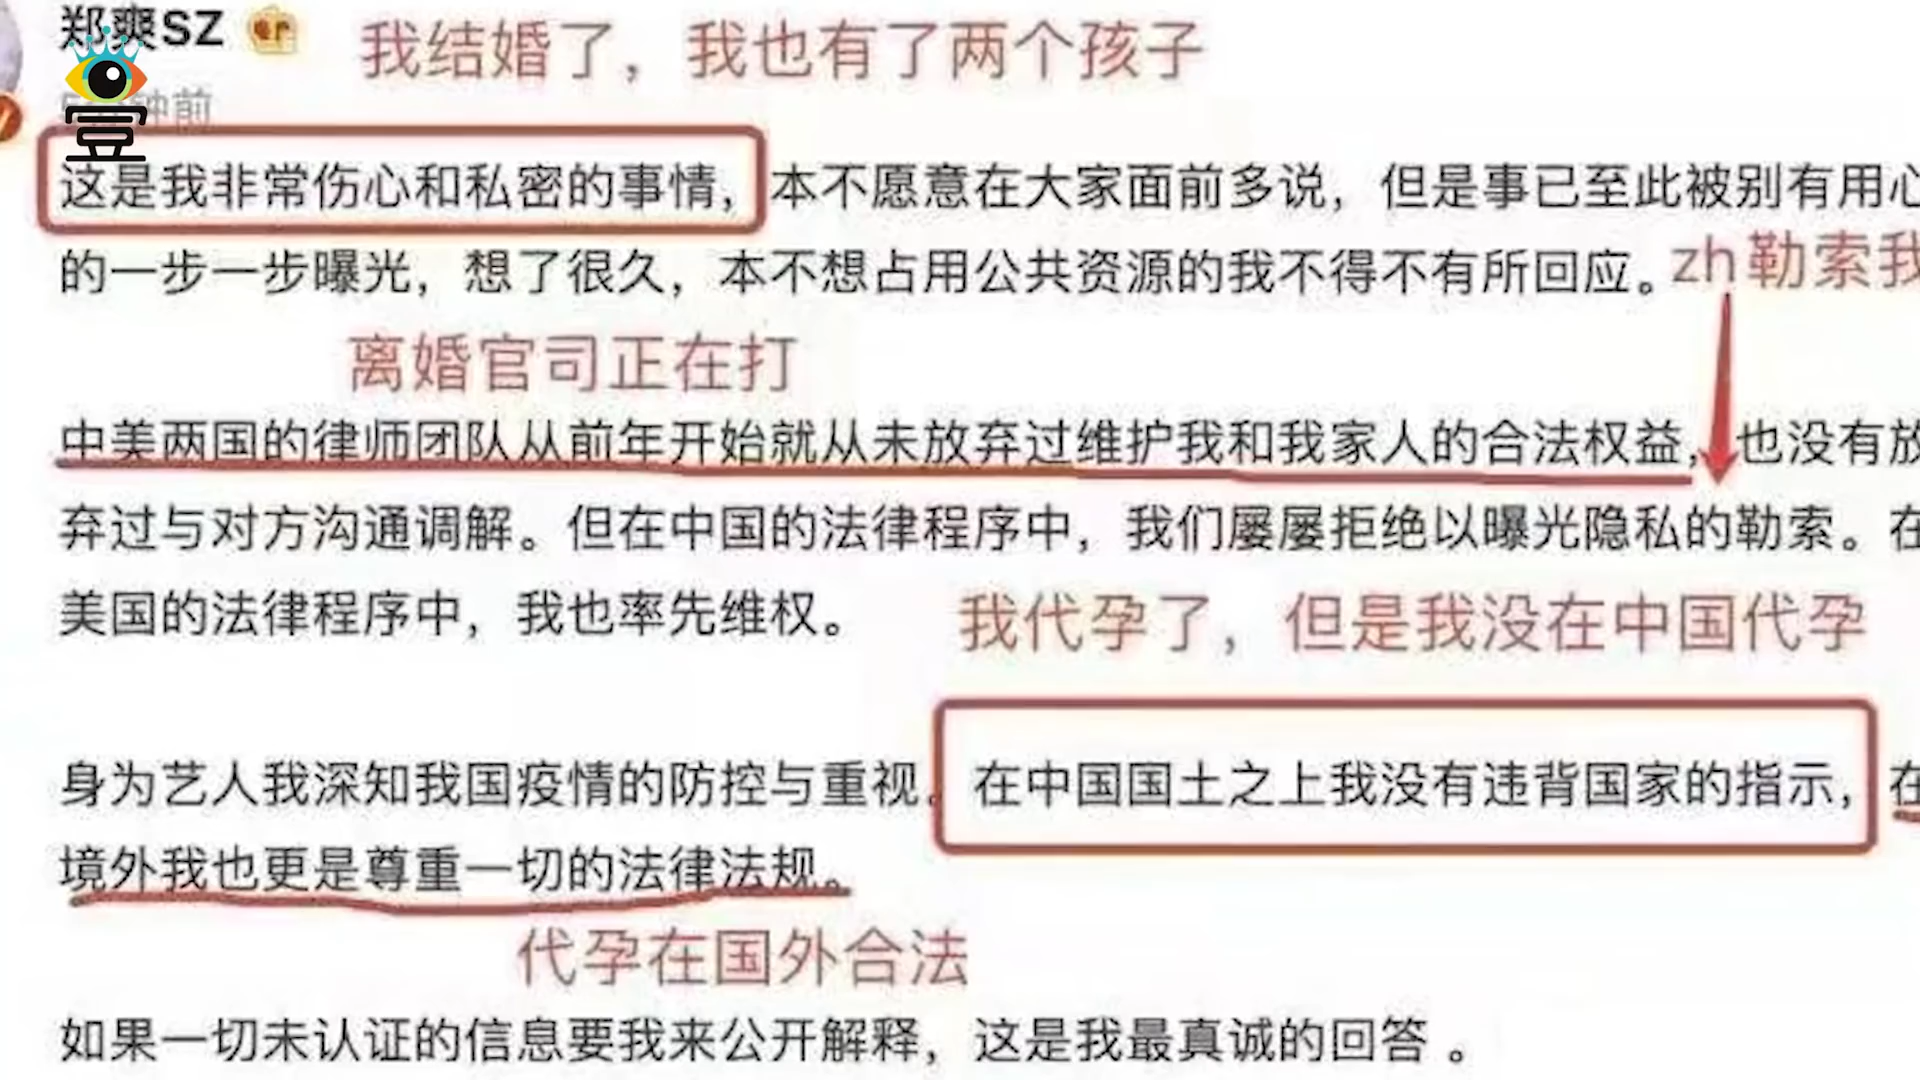 郑爽SZ
我结婚了，我也有了两个孩子
钟前
壹
这是我非常伤心和私密的事情，本不愿意在大家面前多说，但是事已至此被别有用心
的一步一步曝光，想了很久，本不想占用公共资源的我不得不有所回应。
zh勒索我
离婚官司正在打
中美两国的律师团队从前年开始就从未放弃过维护我和我家人的合法权益，也没有放
弃过与对方沟通调解。但在中国的法律程序中，我们屡屡拒绝以曝光隐私的勒索。在
美国的法律程序中，我也率先维权。
我代孕了，但是我没在中国代孕
身为艺人我深知我国疫情的防控与重视。在中国国土之上我没有违背国家的指示，在
境外我也更是尊重一切的法律法规。
代孕在国外合法
如果一切未认证的信息要我来公开解释，这是我最真诚的回答 。